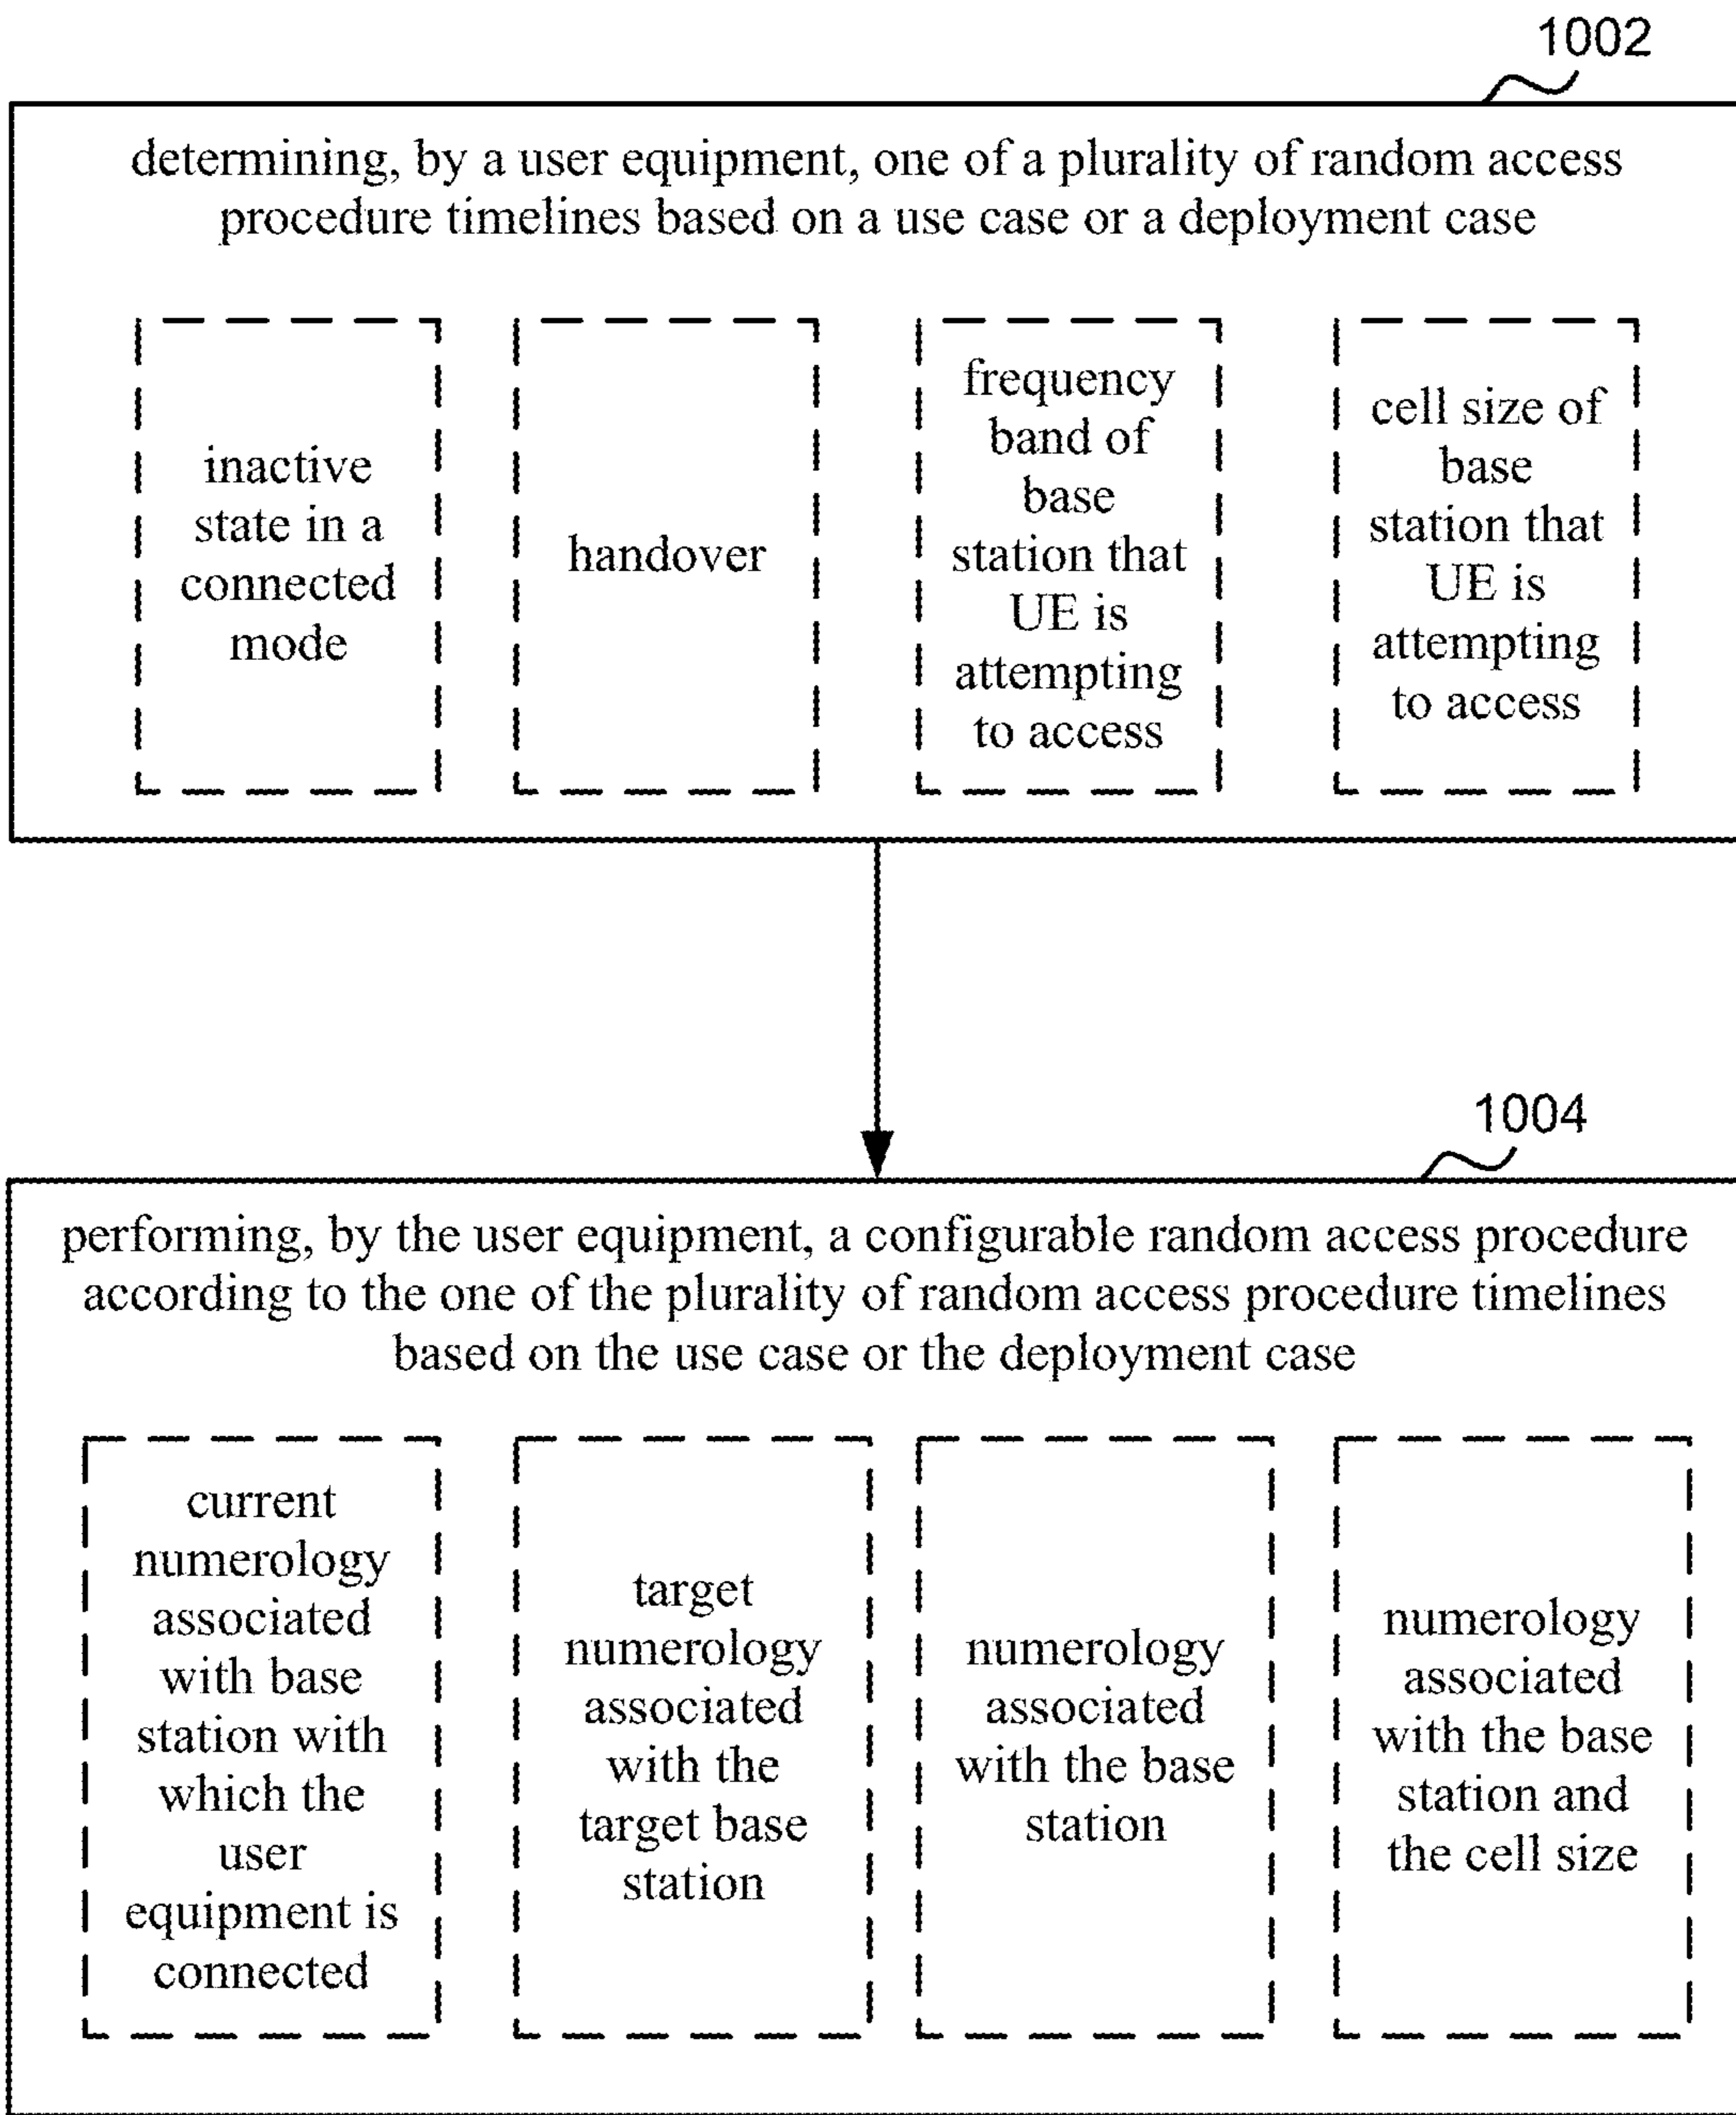 1002
determining, by a user equipment, one of a plurality of random access
procedure timelines based on a use case or a deployment case
inactive
state in a
connected
mode
handover
frequency
band of
base
station that
UE is
attempting
to access
cell size of
base
station that
UE is
attempting
to access
1004
performing, by the user equipment, a configurable random access procedure
according to the one of the plurality of random access procedure timelines
based on the use case or the deployment case
current
numerology
associated
with base
station with
which the
user
equipment is
connected
target
numerology
associated
with the
target base
station
numerology
associated
with the base
station
numerology
associated
with the base
station and
the cell size